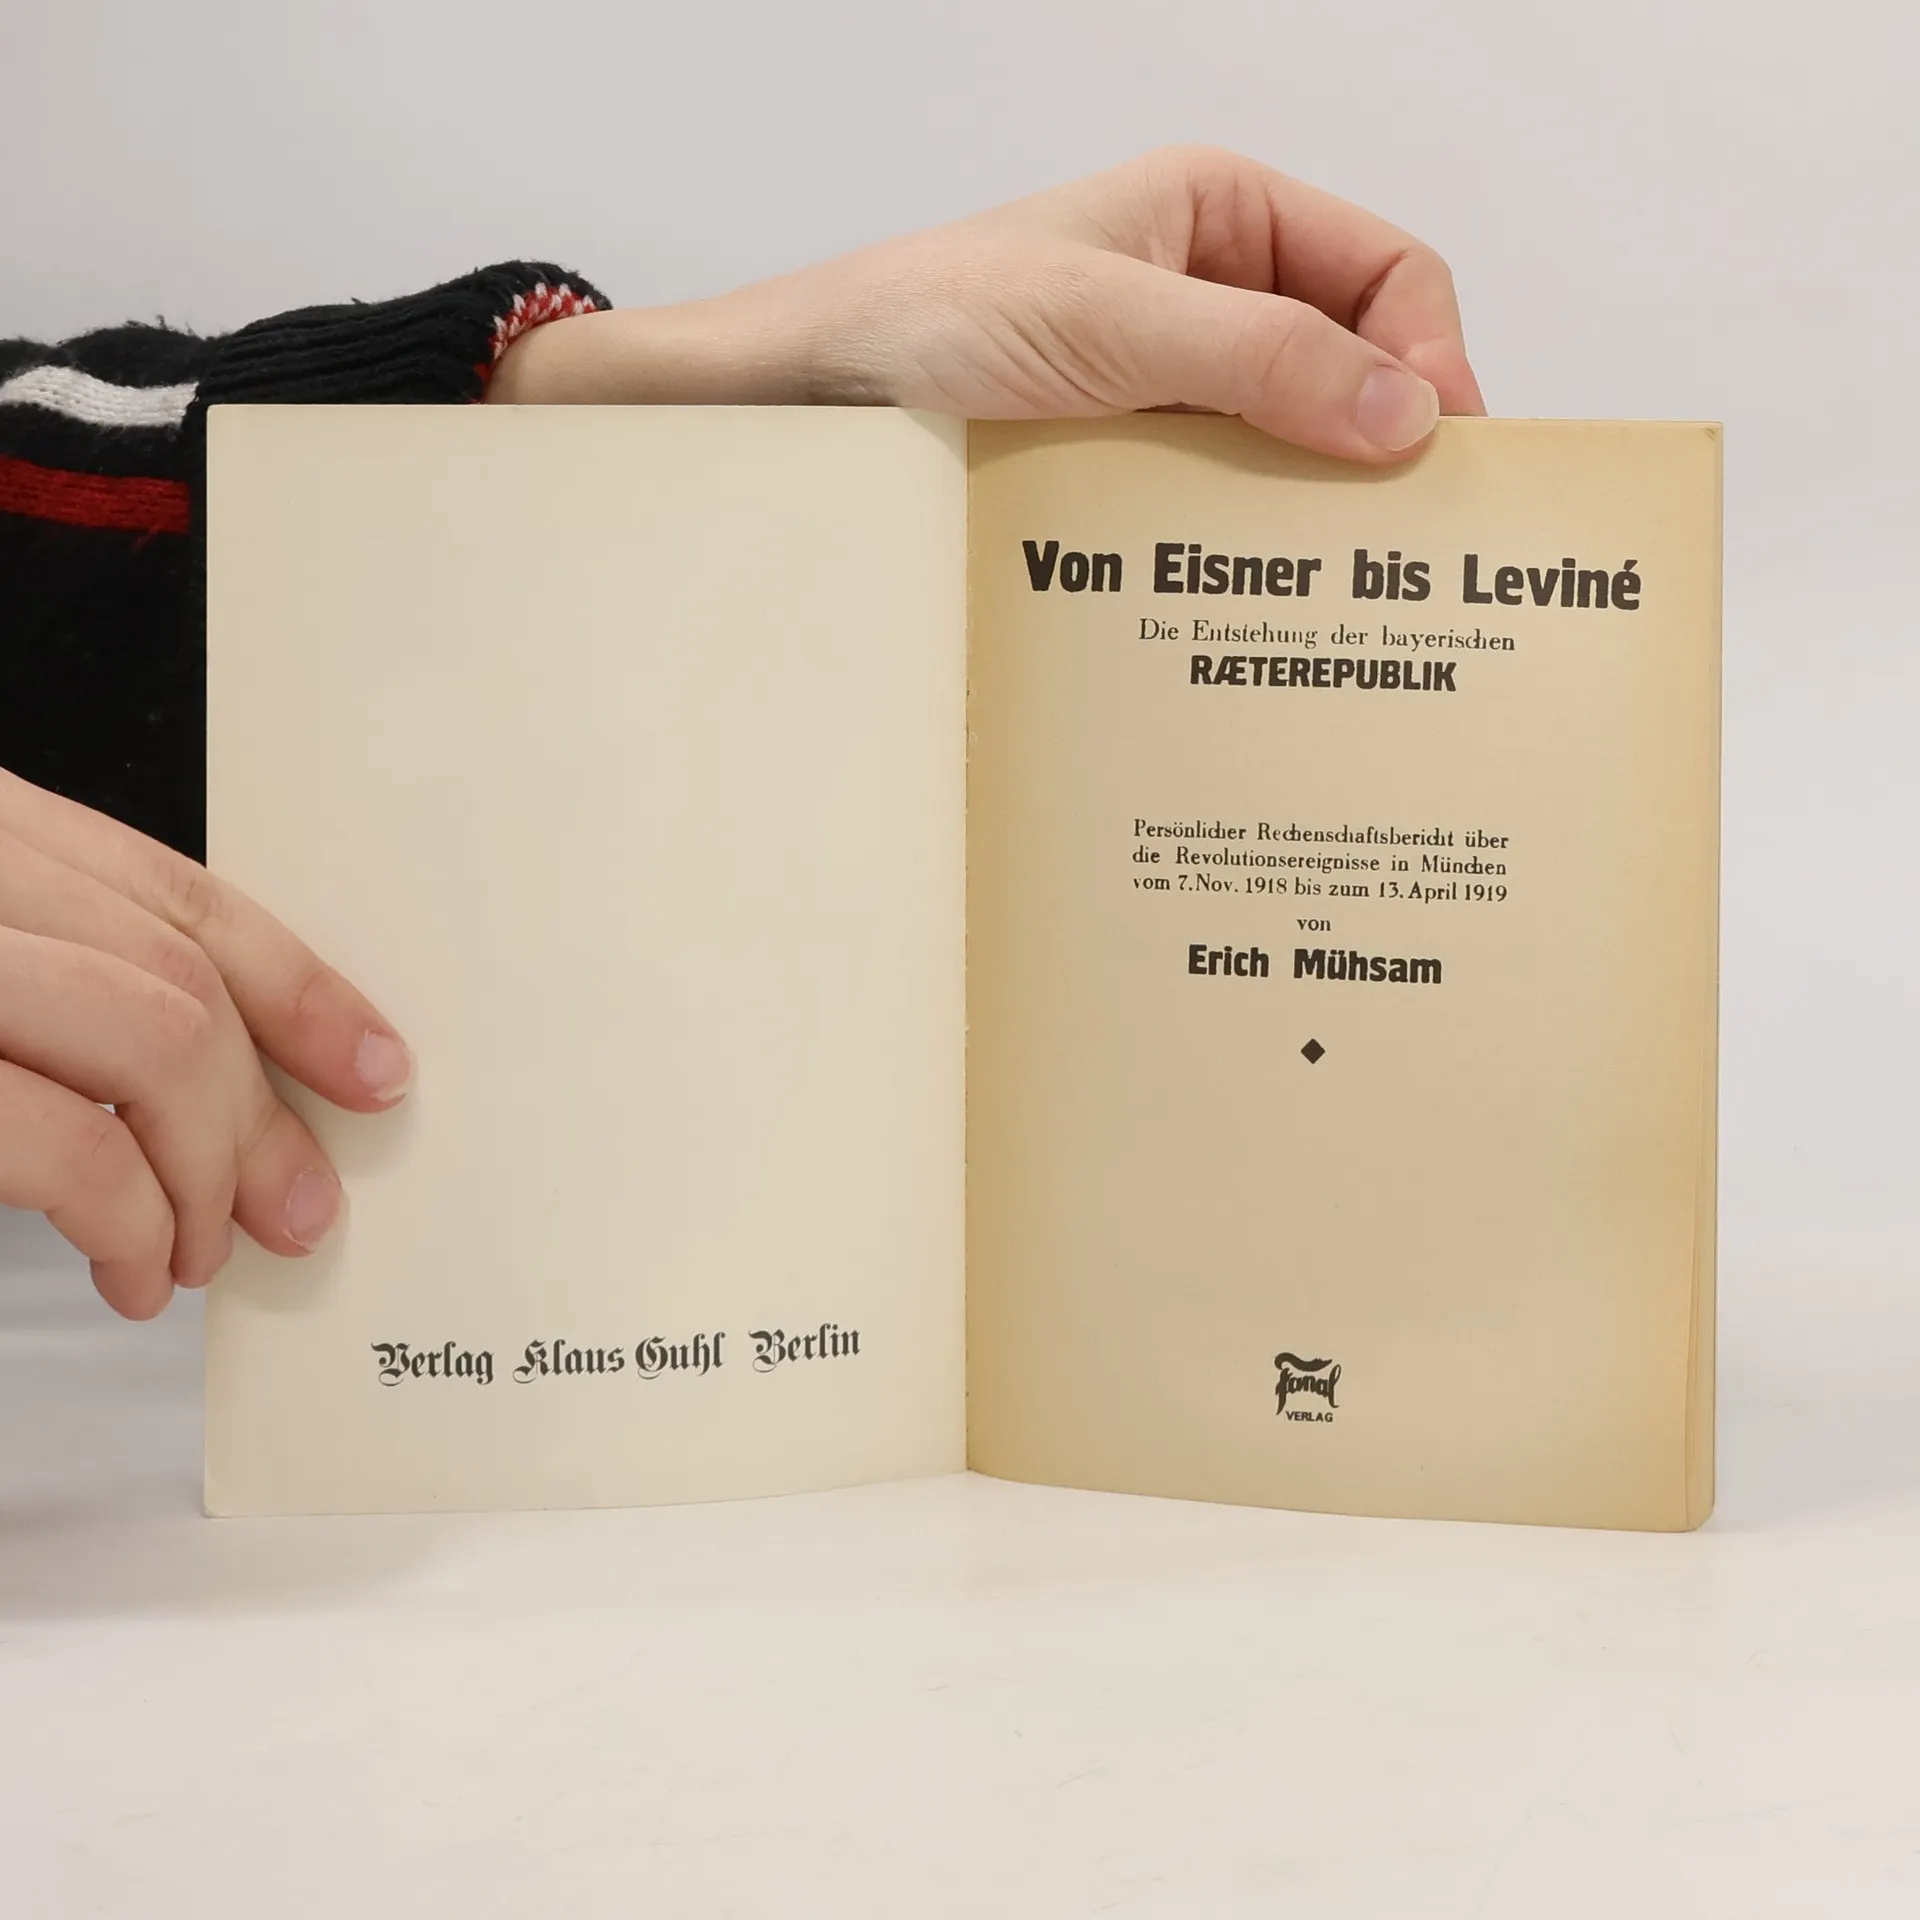 Verlag Klaus Guhl Berlin
Von Eisner bis Leviné
Die Entstehung der bayerischen
RÆTEREPUBLIK
Persönlicher Rechenschaftsbericht über
die Revolutionsereignisse in München
vom 7. Nov. 1918 bis zum 13. April 1919
von
Erich Mühsam
Fanal
VERLAG